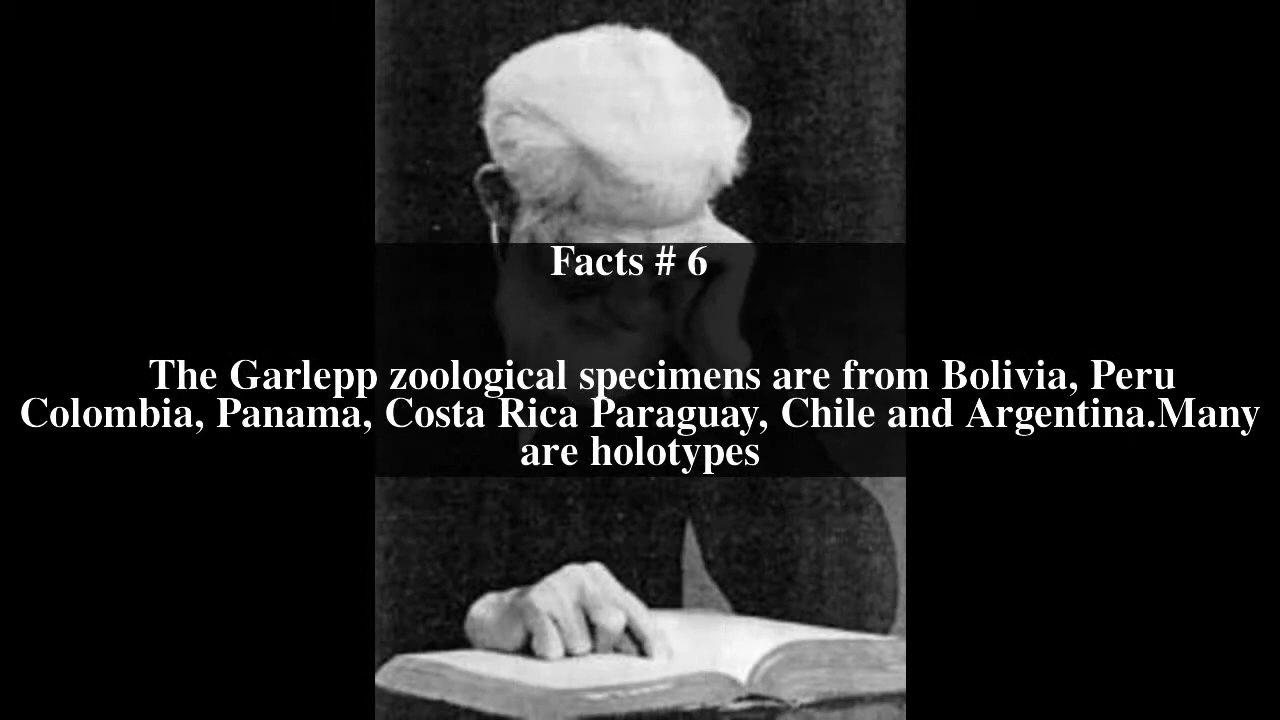 Facts # 6
The Garlepp zoological specimens are from Bolivia, Peru
Colombia, Panama, Costa Rica Paraguay, Chile and Argentina.Many
are holotypes